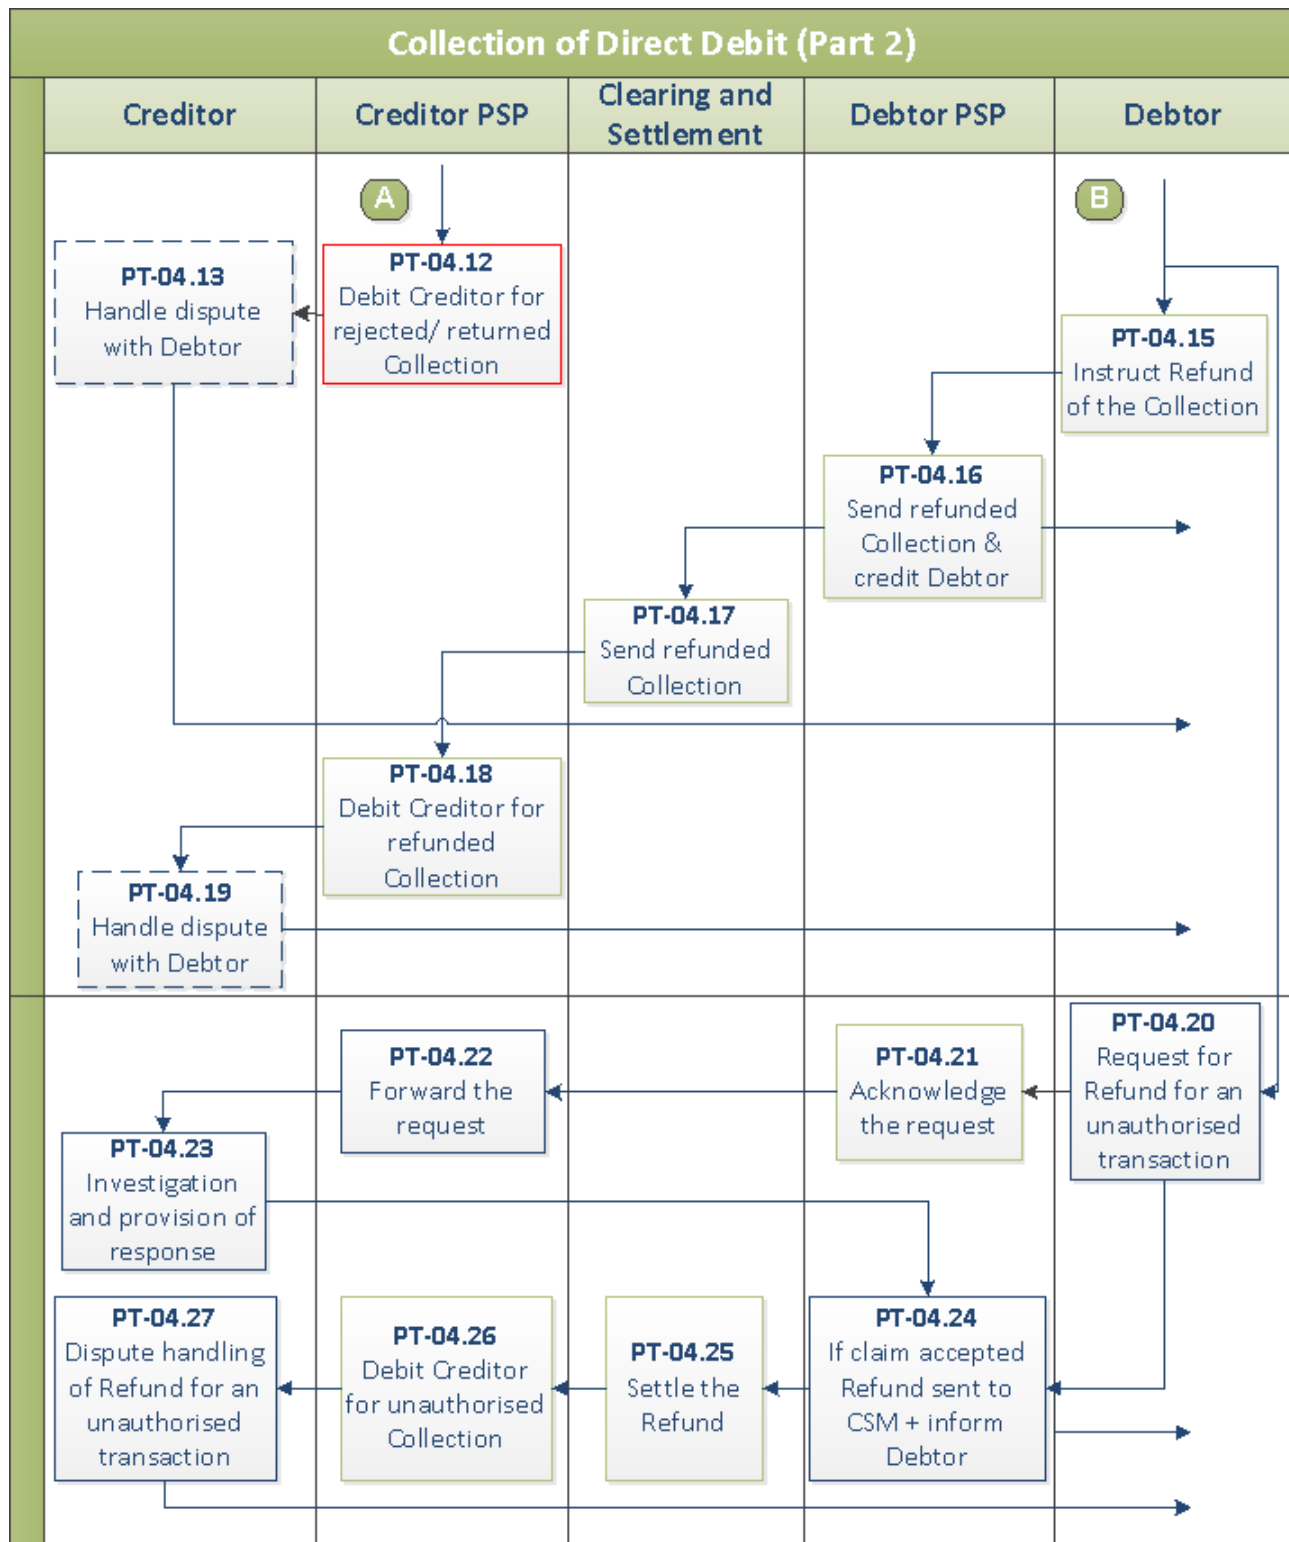 Collection of Direct Debit (Part 2)
Creditor
Creditor PSP
Clearing and
Settlement
Debtor PSP
Debtor
A
B
PT-04.12
Debit Creditor for
rejected/ returned
Collection
PT-04.13
Handle dispute
with Debtor
PT-04.15
Instruct Refund
of the Collection
PT-04.16
Send refunded
Collection &
credit Debtor
PT-04.17
Send refunded
Collection
PT-04.18
Debit Creditor for
refunded
Collection
PT-04.19
Handle dispute
with Debtor
PT-04.20
Request for
Refund for an
unauthorised
transaction
PT-04.21
Acknowledge
the request
PT-04.22
Forward the
request
PT-04.23
Investigation
and provision of
response
PT-04.24
If claim accepted
Refund sent to
CSM + inform
Debtor
PT-04.25
Settle the
Refund
PT-04.26
Debit Creditor
for unauthorised
Collection
PT-04.27
Dispute handling
of Refund for an
unauthorised
transaction